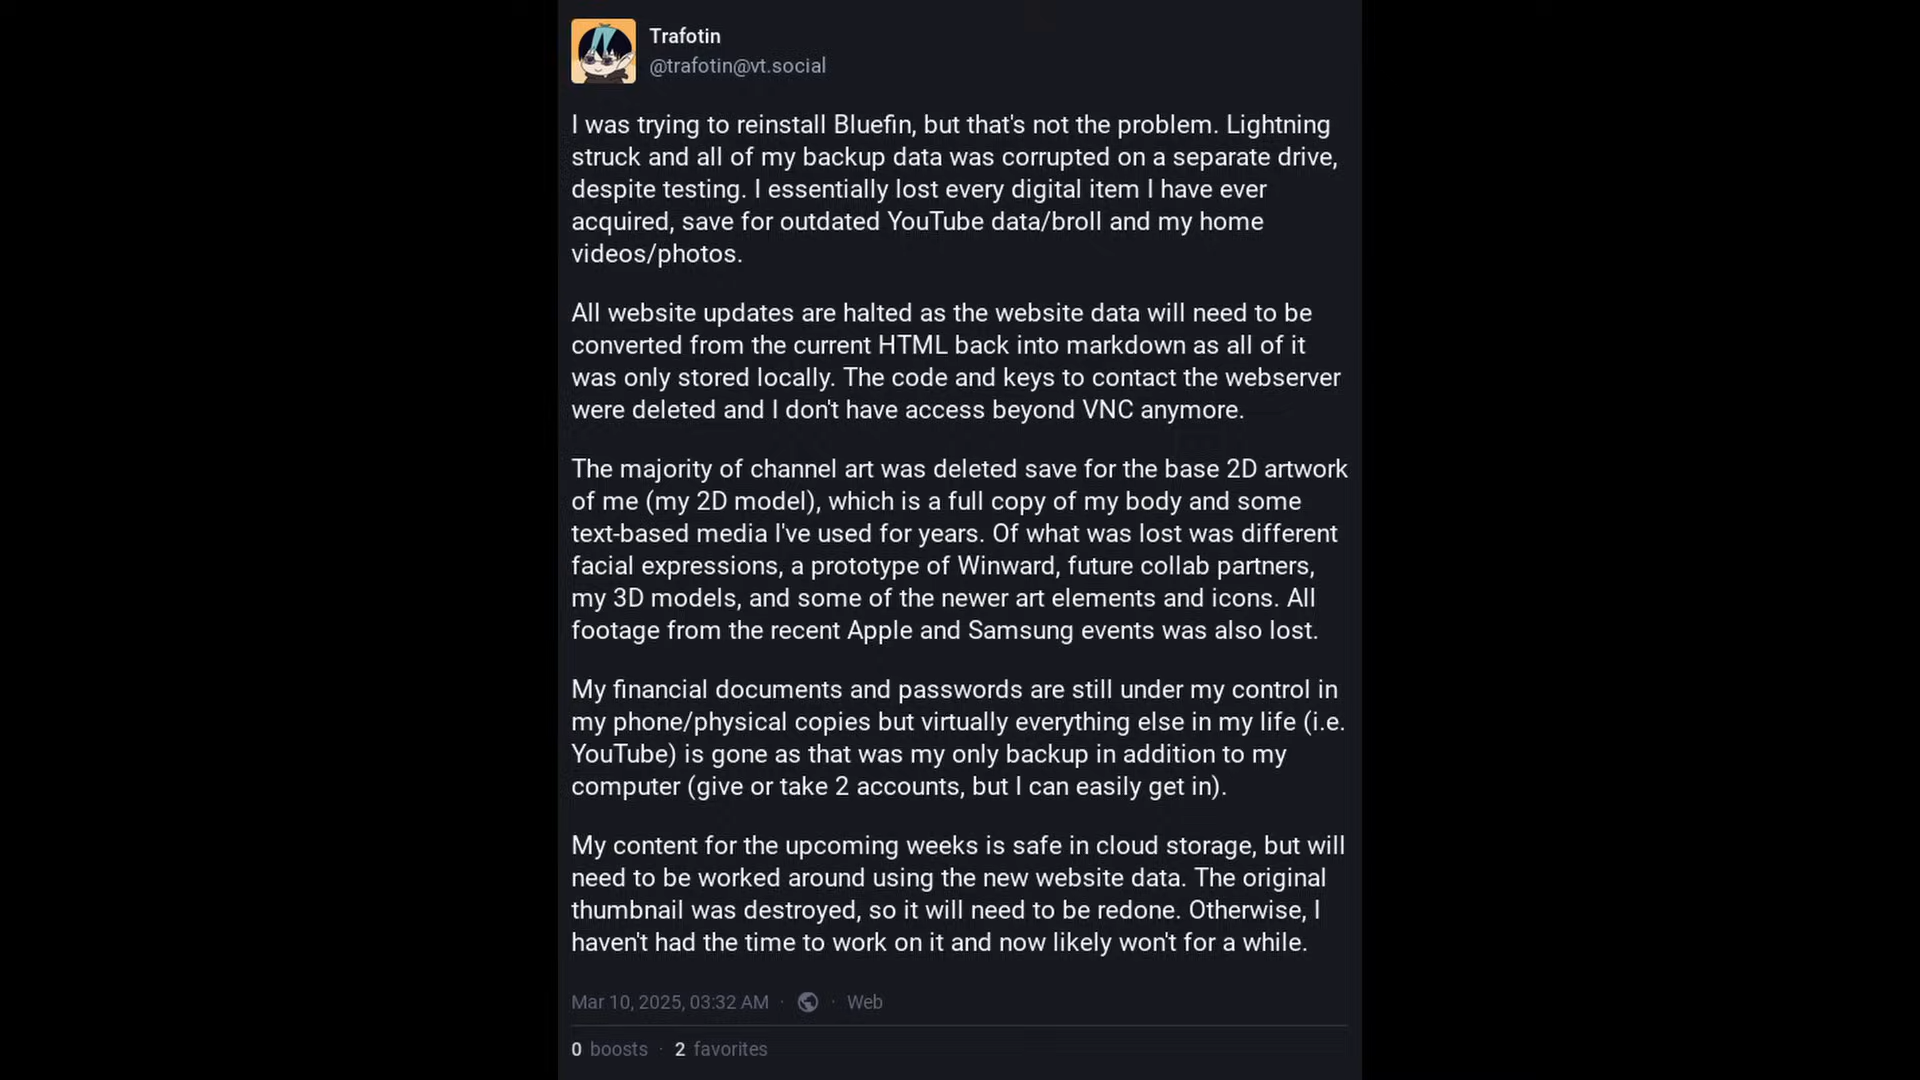 Trafotin
@trafotin@vt.social
I was trying to reinstall Bluefin, but that's not the problem. Lightning
struck and all of my backup data was corrupted on a separate drive,
despite testing. I essentially lost every digital item I have ever
acquired, save for outdated YouTube data/broll and my home
videos/photos.
All website updates are halted as the website data will need to be
converted from the current HTML back into markdown as all of it
was only stored locally. The code and keys to contact the webserver
were deleted and I don't have access beyond VNC anymore.
The majority of channel art was deleted save for the base 2D artwork
of me (my 2D model), which is a full copy of my body and some
text-based media I've used for years. Of what was lost was different
facial expressions, a prototype of Winward, future collab partners,
my 3D models, and some of the newer art elements and icons. All
footage from the recent Apple and Samsung events was also lost.
My financial documents and passwords are still under my control in
my phone/physical copies but virtually everything else in my life (i.e.
YouTube) is gone as that was my only backup in addition to my
computer (give or take 2 accounts, but I can easily get in).
My content for the upcoming weeks is safe in cloud storage, but will
need to be worked around using the new website data. The original
thumbnail was destroyed, so it will need to be redone. Otherwise, I
haven't had the time to work on it and now likely won't for a while.
Mar 10, 2025, 03:32 AM · Web
0 boosts · 2 favorites